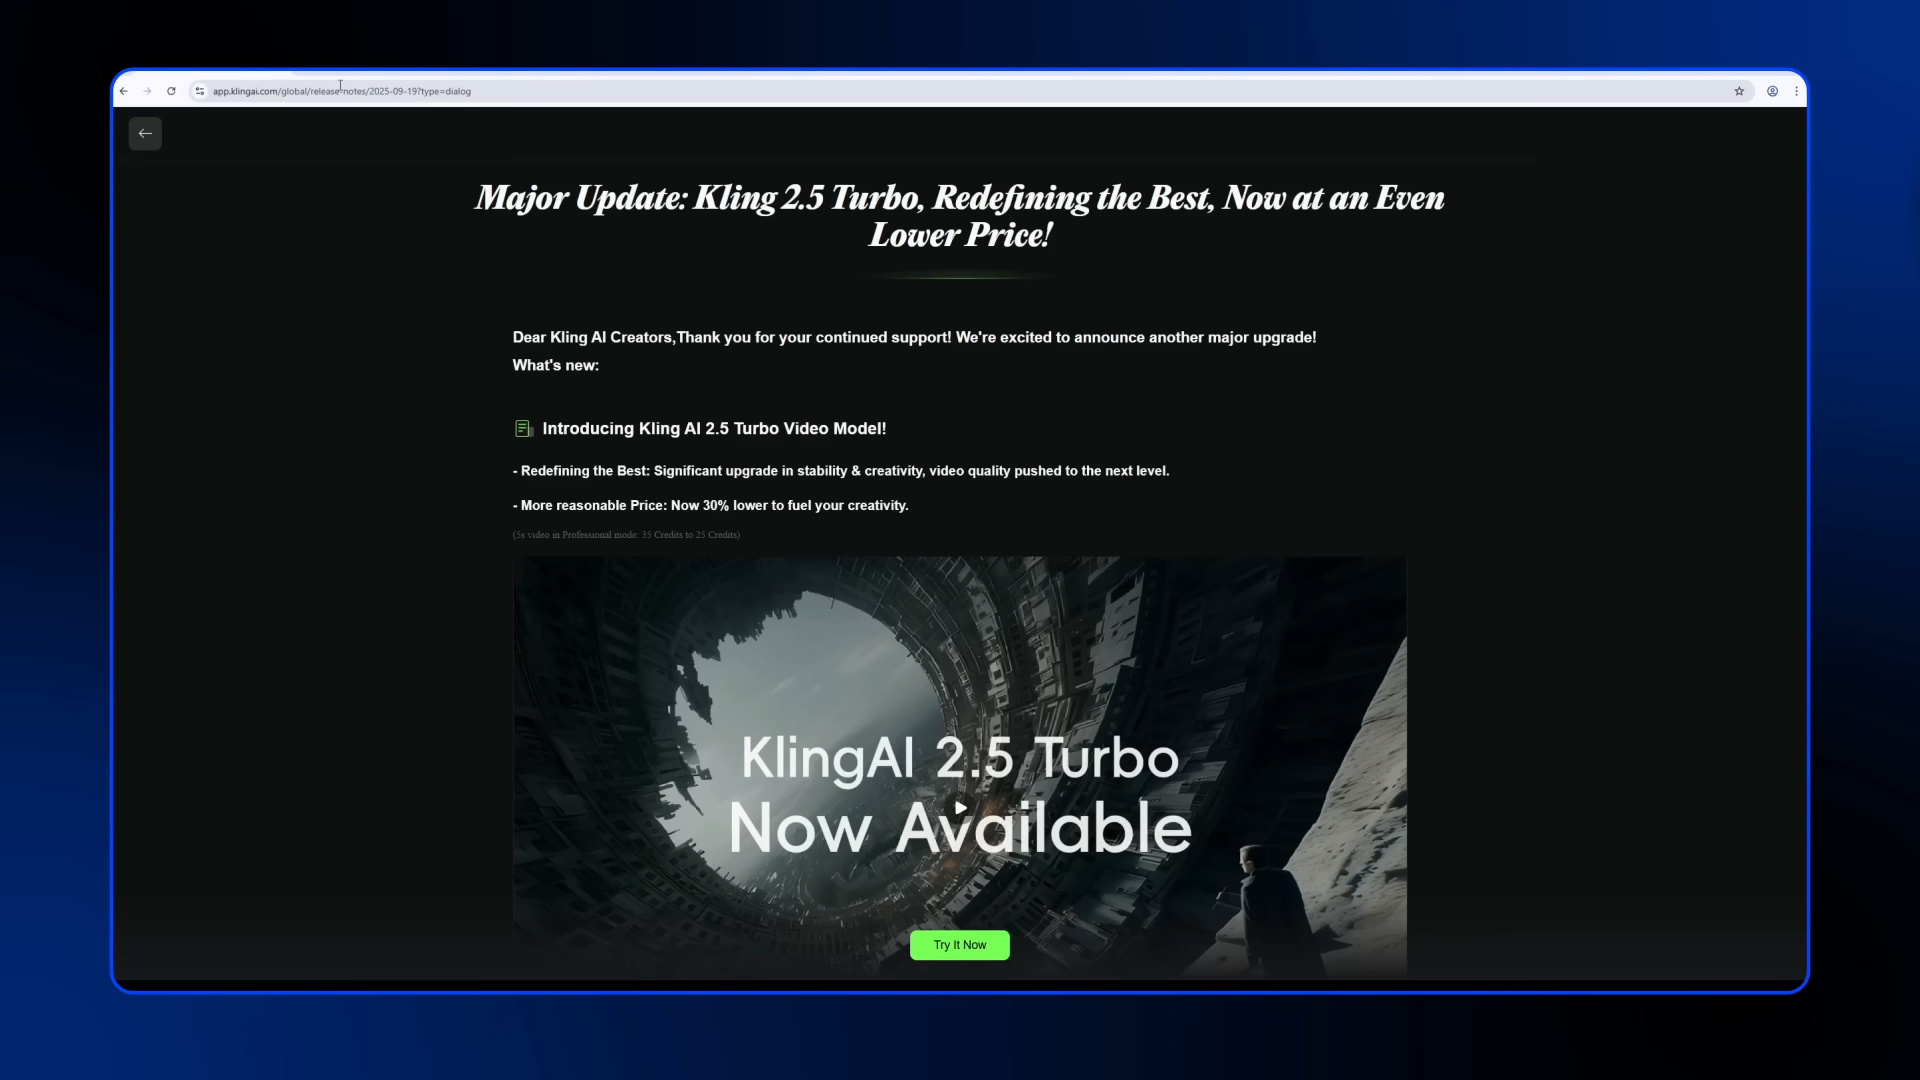 app.klingai.com/global/release-notes/2025-09-19?type=dialog
Major Update: Kling 2.5 Turbo, Redefining the Best, Now at an Even
Lower Price!
Dear Kling AI Creators,Thank you for your continued support! We're excited to announce another major upgrade!
What's new:
Introducing Kling AI 2.5 Turbo Video Model!
- Redefining the Best: Significant upgrade in stability & creativity, video quality pushed to the next level.
- More reasonable Price: Now 30% lower to fuel your creativity.
(5s video in Professional mode: 35 Credits to 25 Credits)
KlingAI 2.5 Turbo
Now Available
Try It Now